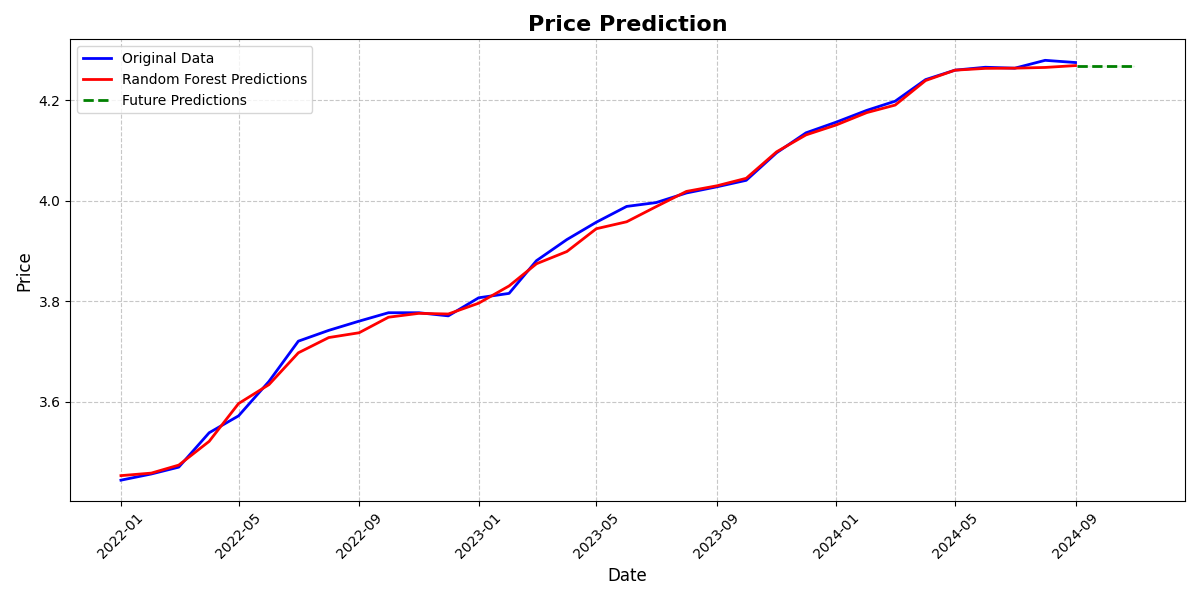 Price Prediction
Original Data
Random Forest Predictions
Future Predictions
Price
4.2
4.0
3.8
3.6
2022-01
2022-05
2022-09
2023-01
2023-05
2023-09
2024-01
2024-05
2024-09
Date